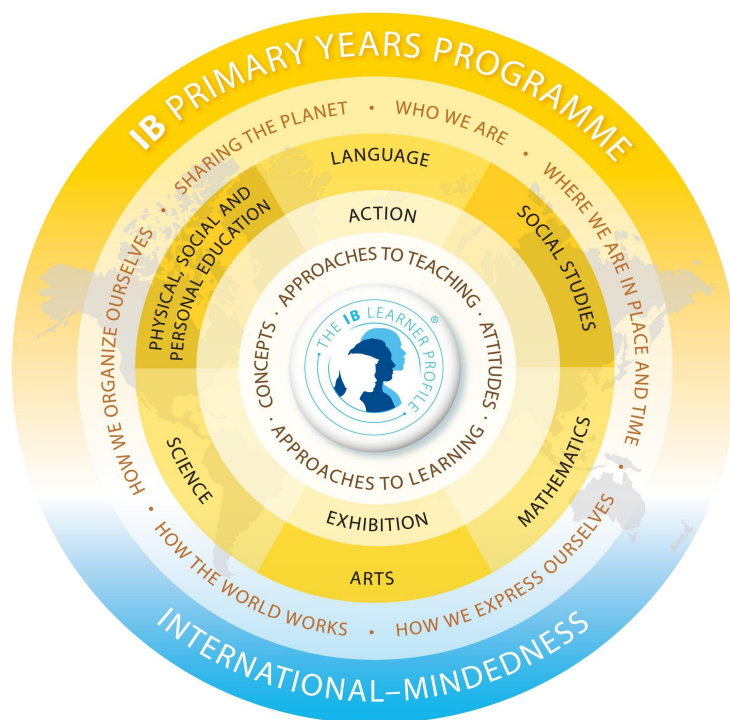 IB PRIMARY YEARS PROGRAMME
SHARING THE PLANET
•
WHO WE ARE
•
WHERE WE ARE IN PLACE AND TIME
•
HOW WE EXPRESS OURSELVES
•
HOW THE WORLD WORKS
•
HOW WE ORGANIZE OURSELVES
•
LANGUAGE
SOCIAL STUDIES
MATHEMATICS
ARTS
SCIENCE
PHYSICAL, SOCIAL AND
PERSONAL EDUCATION
ACTION
EXHIBITION
APPROACHES TO TEACHING ·
ATTITUDES ·
APPROACHES TO LEARNING ·
CONCEPTS ·
• THE IB LEARNER PROFILE •
®
INTERNATIONAL–MINDEDNESS